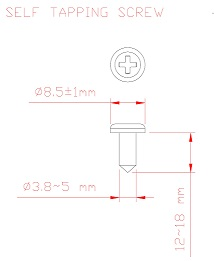 SELF TAPPING SCREW
Ø8.5±1mm
Ø3.8~5 mm
12~18 mm